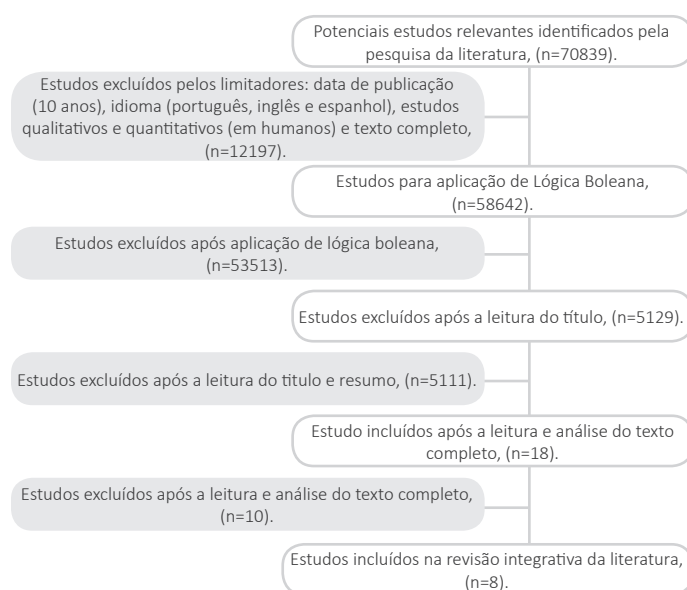 Potenciais estudos relevantes identificados pela
pesquisa da literatura, (n=70839).
Estudos excluídos pelos limitadores: data de publicação
(10 anos), idioma (português, inglês e espanhol), estudos
qualitativos e quantitativos (em humanos) e texto completo,
(n=12197).
Estudos para aplicação de Lógica Boleana,
(n=58642).
Estudos excluídos após aplicação de lógica boleana,
(n=53513).
Estudos excluídos após a leitura do título, (n=5129).
Estudos excluídos após a leitura do titulo e resumo, (n=5111).
Estudo incluídos após a leitura e análise do texto
completo, (n=18).
Estudos excluídos após a leitura e análise do texto completo,
(n=10).
Estudos incluídos na revisão integrativa da literatura,
(n=8).